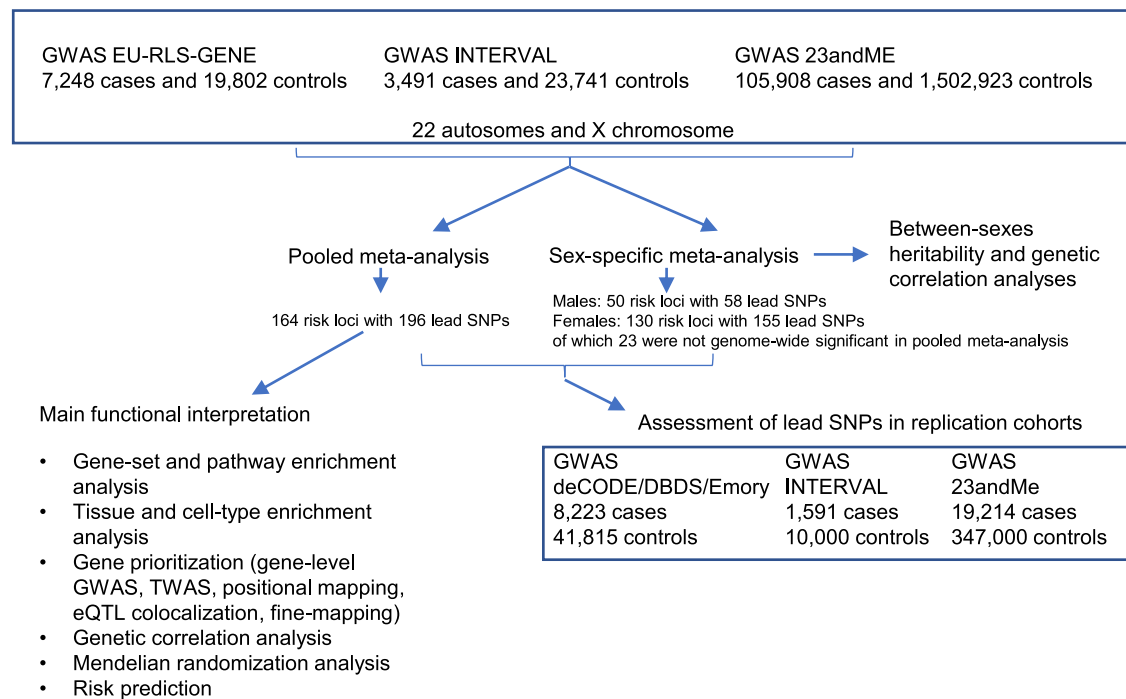 GWAS EU-RLS-GENE
7,248 cases and 19,802 controls
GWAS INTERVAL
3,491 cases and 23,741 controls
GWAS 23andME
105,908 cases and 1,502,923 controls
22 autosomes and X chromosome
Pooled meta-analysis
Sex-specific meta-analysis
Between-sexes
heritability and genetic
correlation analyses
164 risk loci with 196 lead SNPs
Males: 50 risk loci with 58 lead SNPs
Females: 130 risk loci with 155 lead SNPs
of which 23 were not genome-wide significant in pooled meta-analysis
Main functional interpretation
• Gene-set and pathway enrichment
analysis
• Tissue and cell-type enrichment
analysis
• Gene prioritization (gene-level
GWAS, TWAS, positional mapping,
eQTL colocalization, fine-mapping)
• Genetic correlation analysis
• Mendelian randomization analysis
• Risk prediction
Assessment of lead SNPs in replication cohorts
GWAS
deCODE/DBDS/Emory
8,223 cases
41,815 controls
GWAS
INTERVAL
1,591 cases
10,000 controls
GWAS
23andMe
19,214 cases
347,000 controls